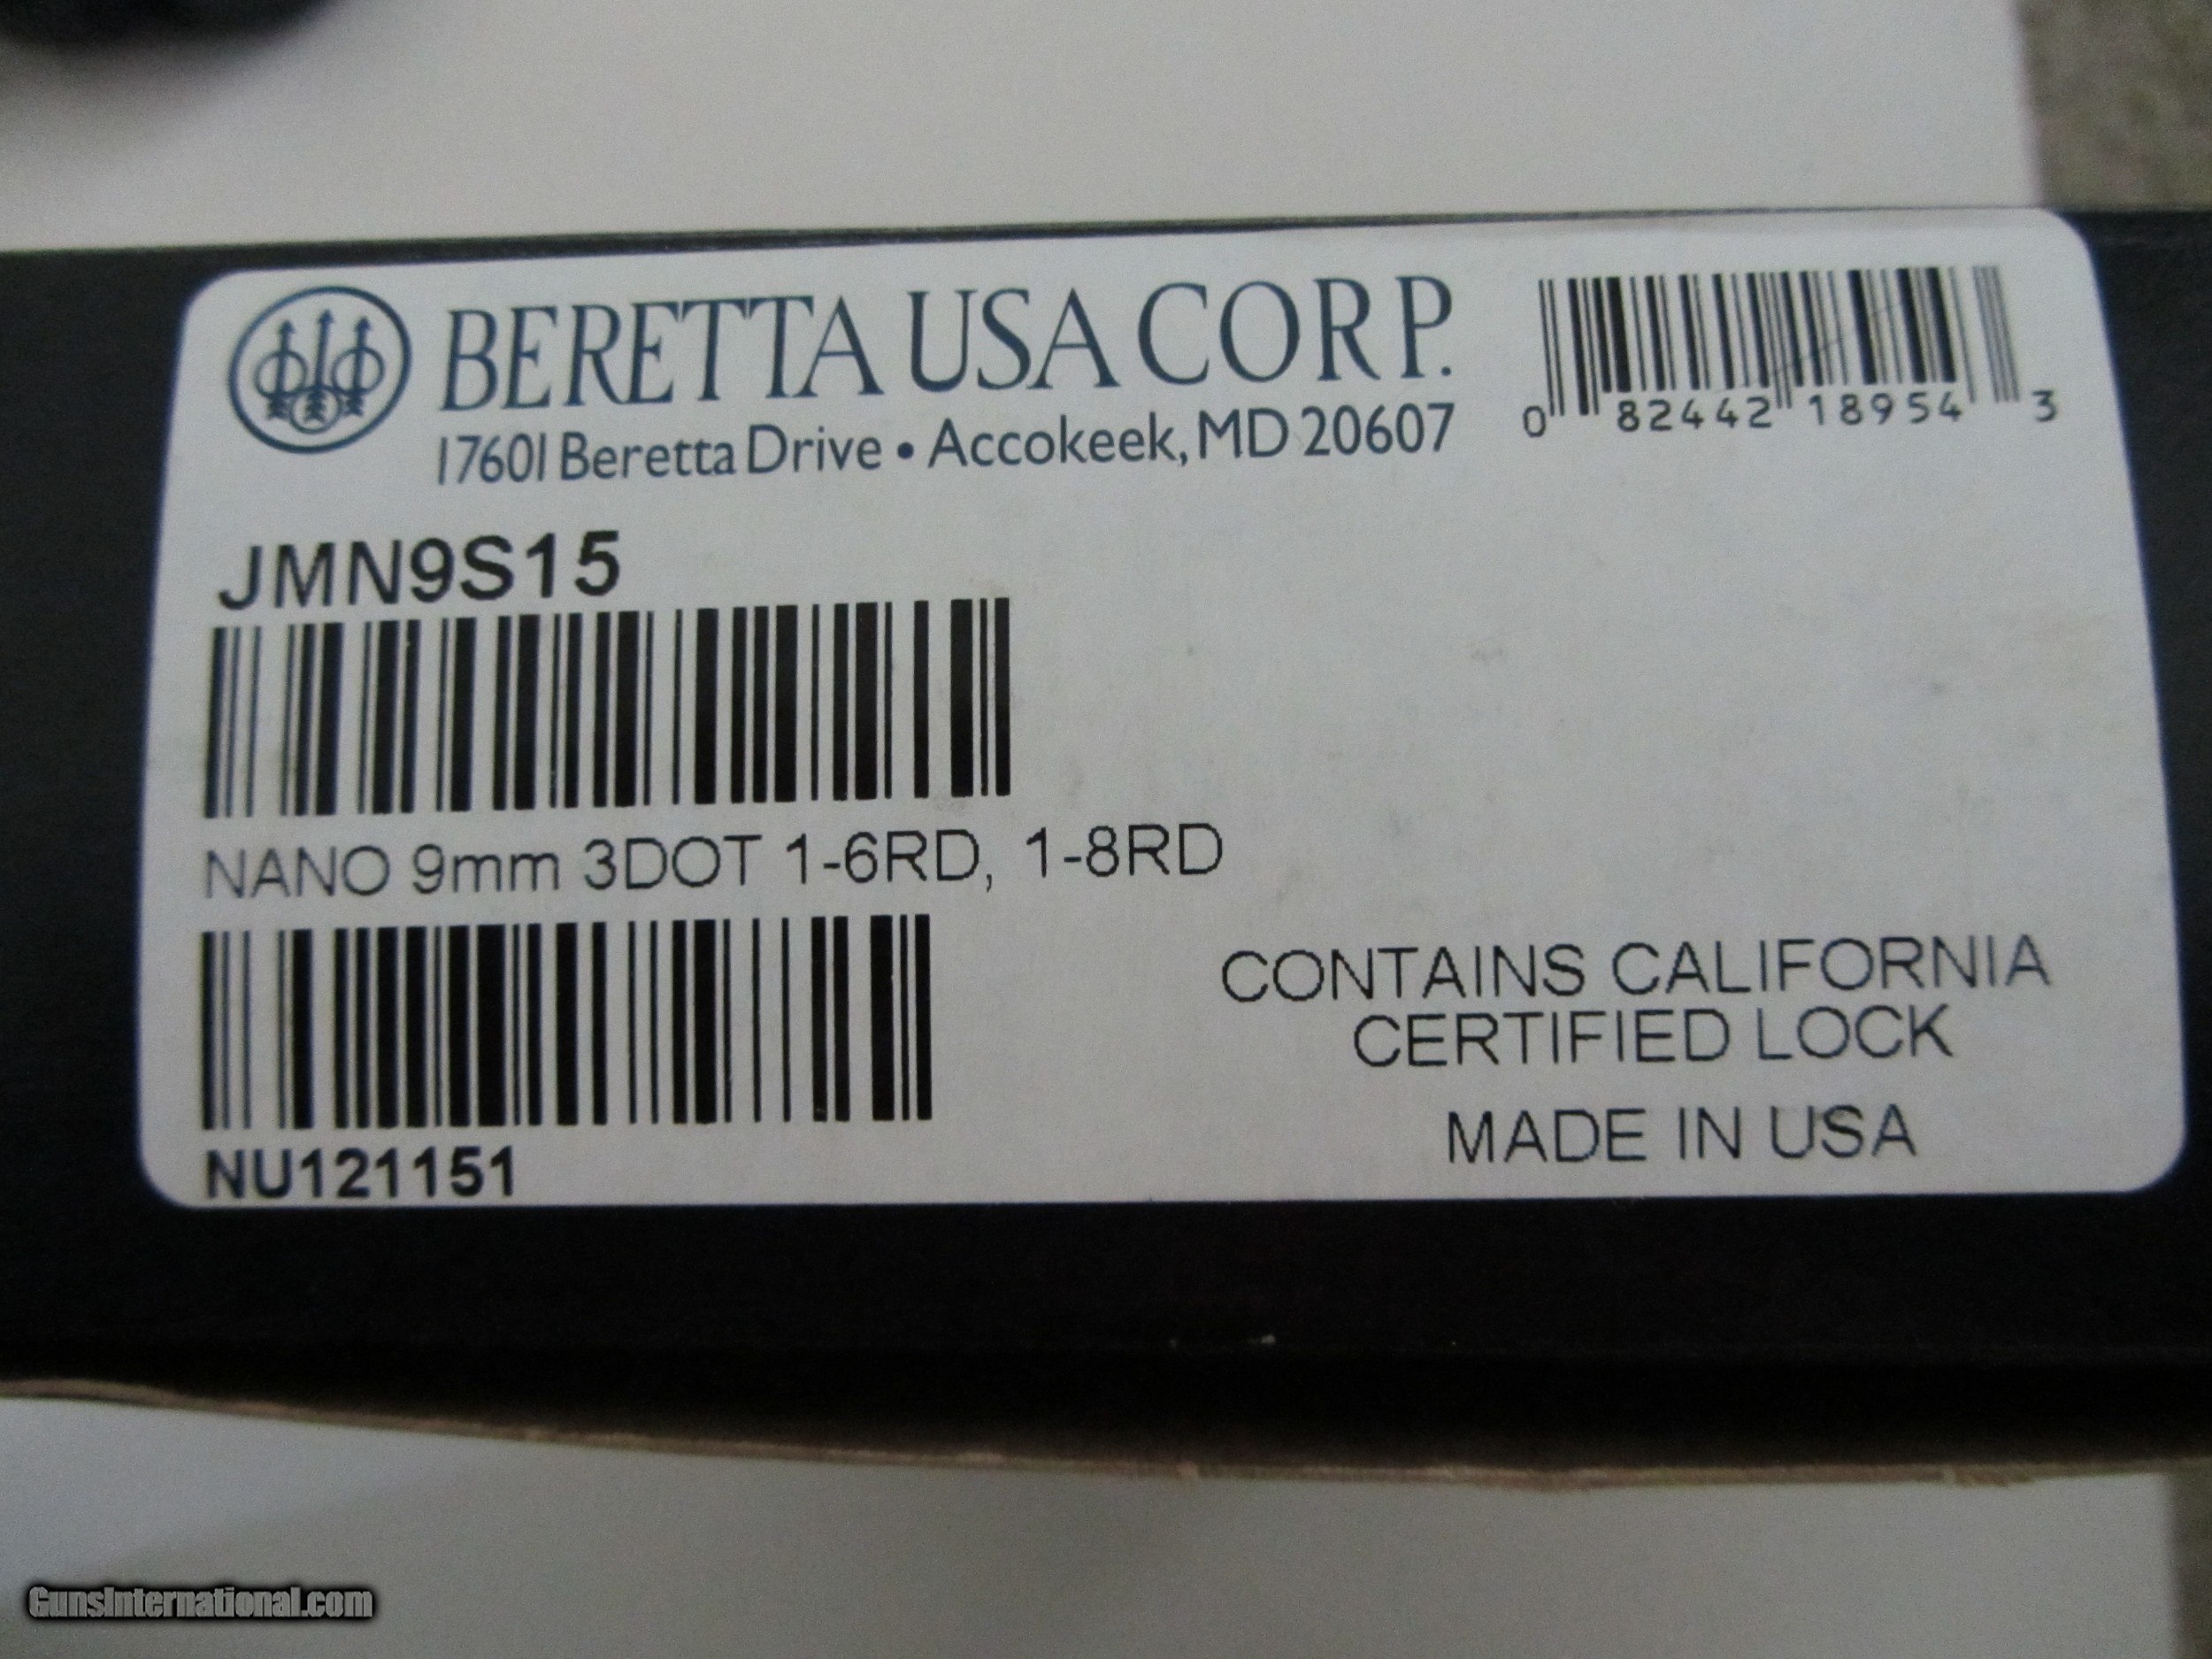 BERETTA USA CORP.
17601 Beretta Drive • Accokeek, MD 20607
0 82442 18954 3
JMN9S15
NANO 9mm 3DOT 1-6RD, 1-8RD
CONTAINS CALIFORNIA
CERTIFIED LOCK
MADE IN USA
NU121151
GunsInternational.com